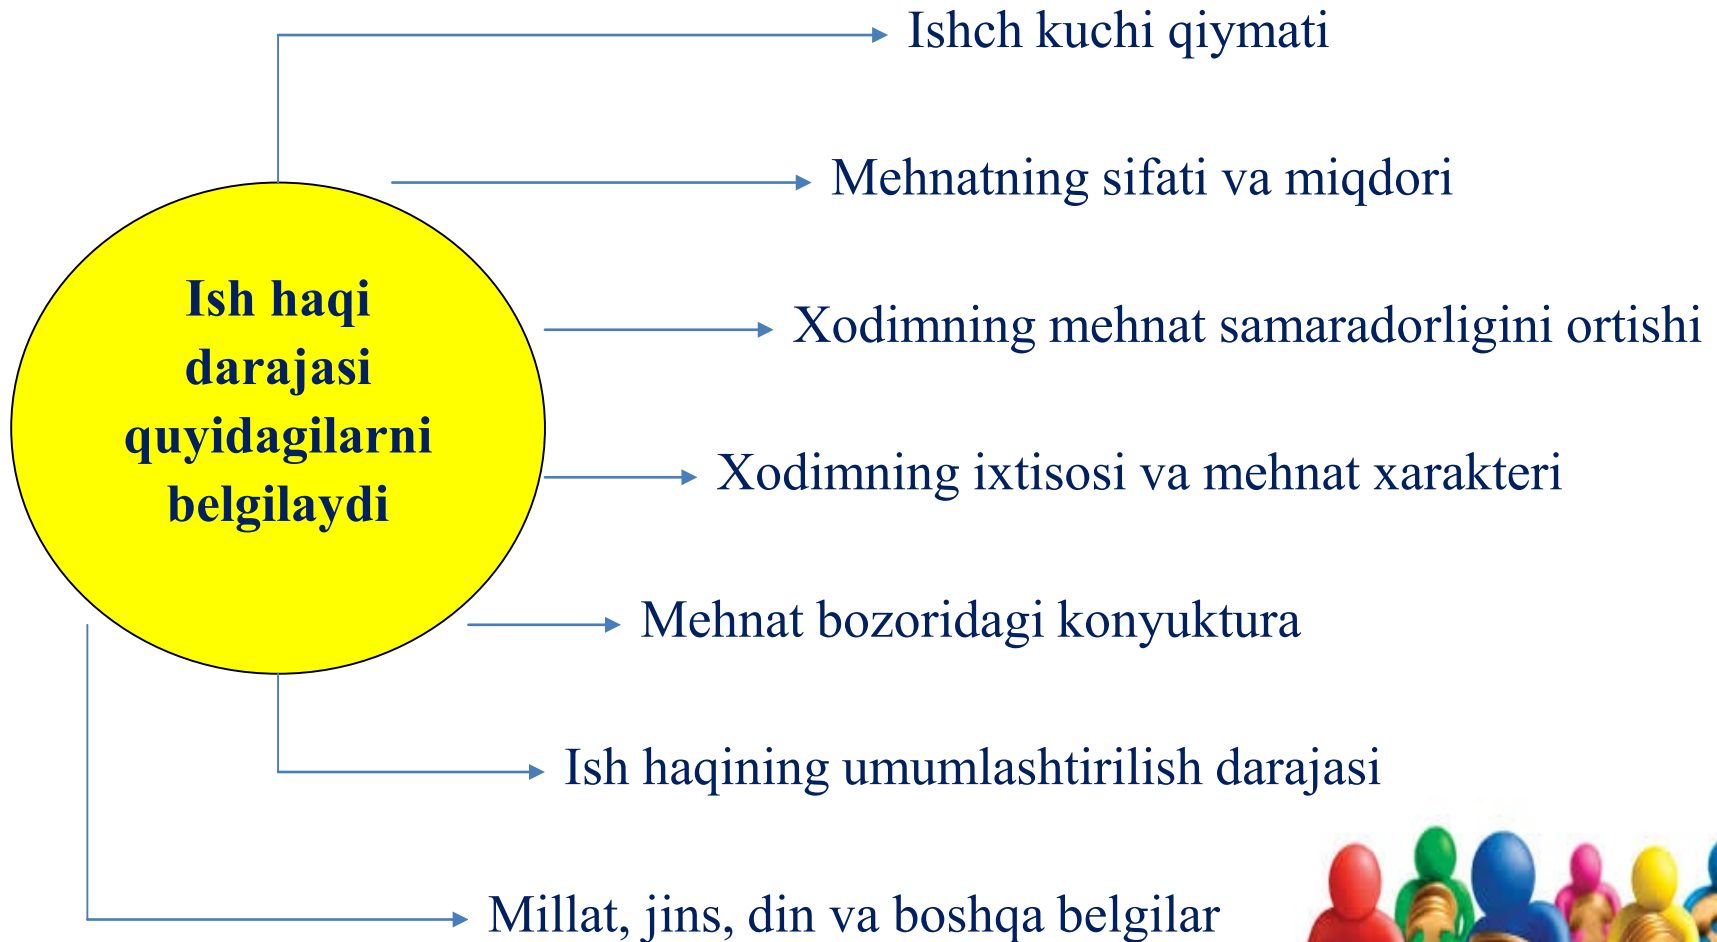 Ishch kuchi qiymati
Mehnatning sifati va miqdori
Ish haqi
darajasi
quyidagilarni
belgilaydi
Xodimning mehnat samaradorligini ortishi
Xodimning ixtisosi va mehnat xarakteri
Mehnat bozoridagi konyuktura
Ish haqining umumlashtirilish darajasi
Millat, jins, din va boshqa belgilar